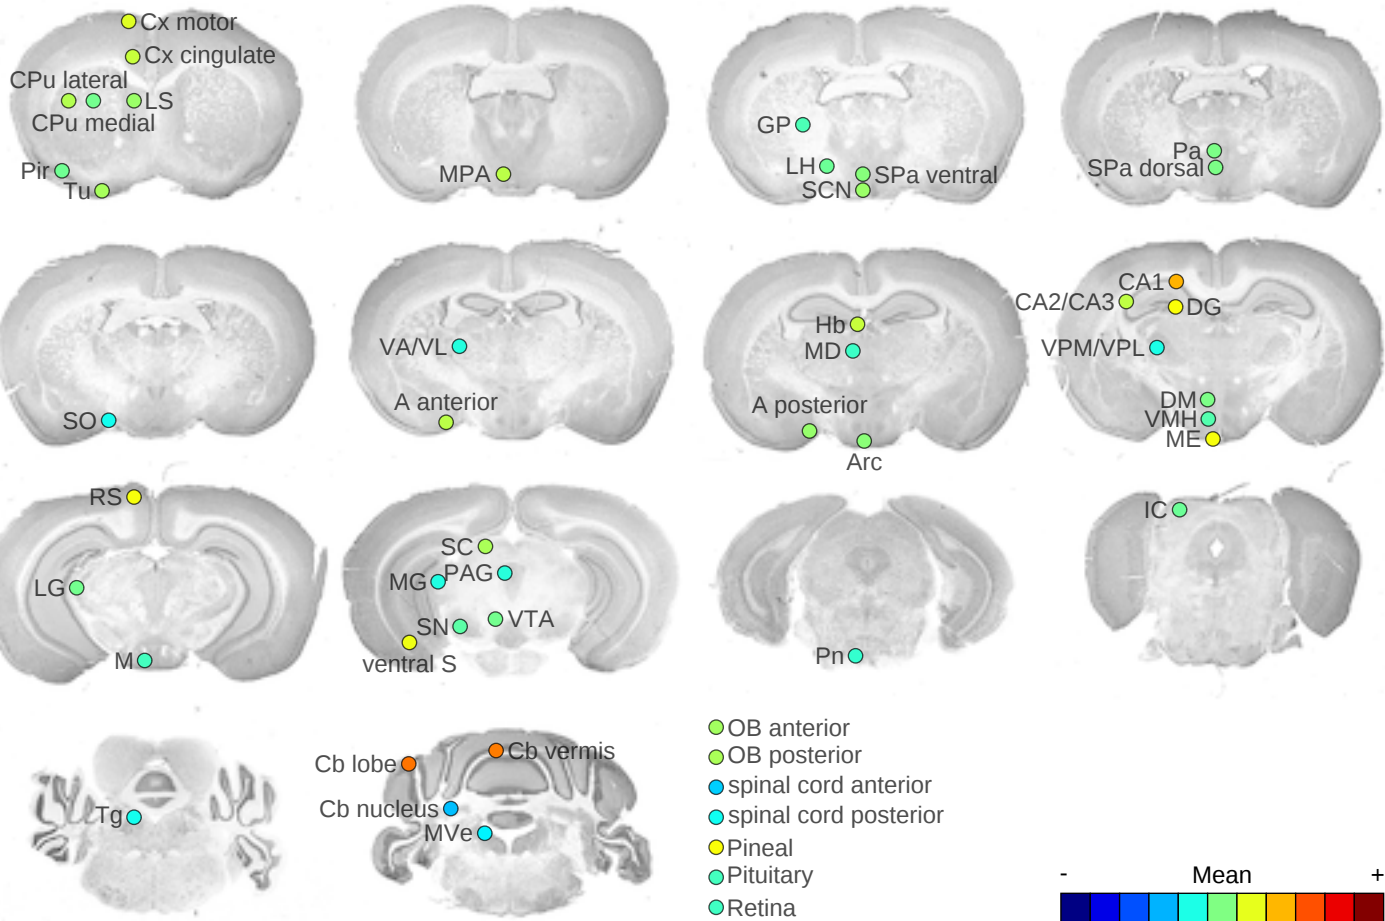 Cx motor
Cx cingulate
CPu lateral
LS
CPu medial
Pir
Tu
MPA
GP
LH
SPa ventral
SCN
Pa
SPa dorsal
SO
VA/VL
A anterior
Hb
MD
A posterior
Arc
CA1
CA2/CA3
DG
VPM/VPL
DM
VMH
ME
RS
LG
M
SC
MG
PAG
SN
VTA
ventral S
Pn
IC
Tg
Cb lobe
Cb vermis
Cb nucleus
MVe
OB anterior
OB posterior
spinal cord anterior
spinal cord posterior
Pineal
Pituitary
Retina
- Mean +